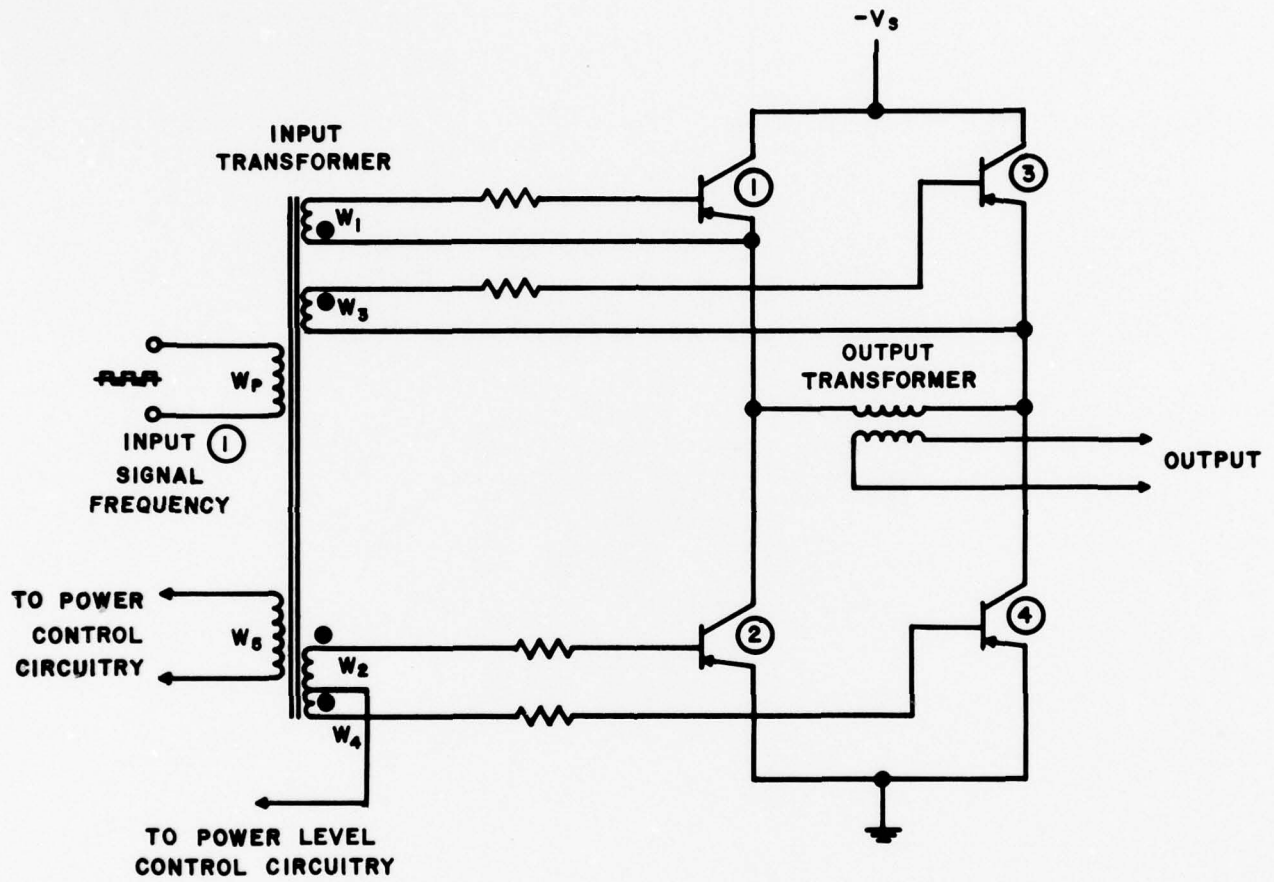 -Vs
INPUT
TRANSFORMER
1
3
W1
W3
OUTPUT
TRANSFORMER
WP
INPUT 1
SIGNAL
FREQUENCY
OUTPUT
TO POWER
CONTROL
CIRCUITRY
W5
W2
2
4
W4
TO POWER LEVEL
CONTROL CIRCUITRY